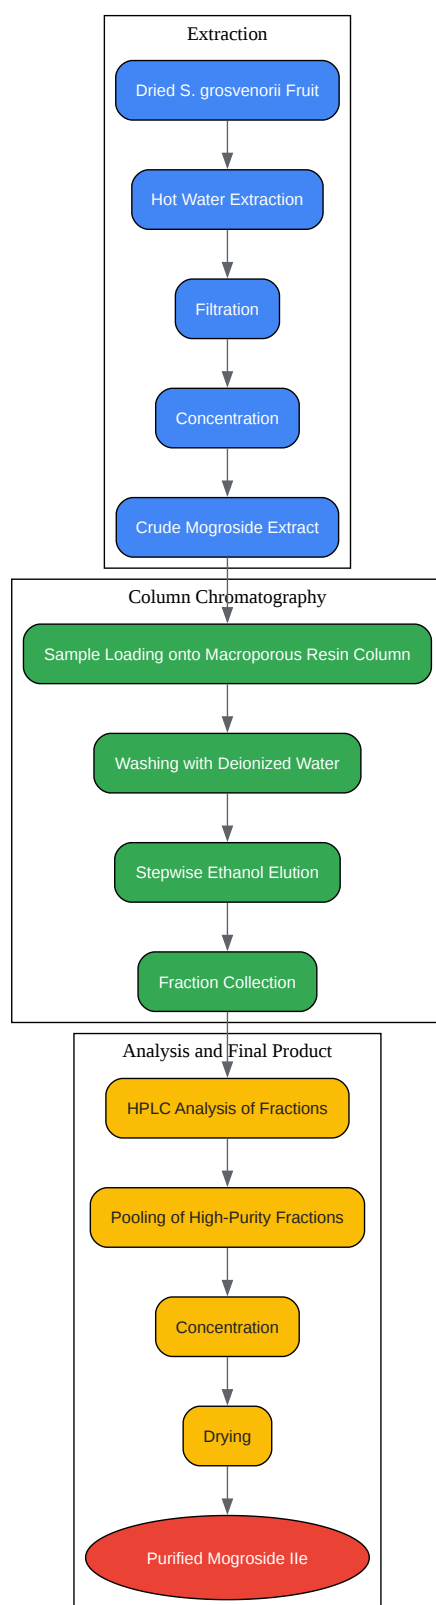 Extraction
Dried S. grosvenorii Fruit
Hot Water Extraction
Filtration
Concentration
Crude Mogroside Extract
Column Chromatography
Sample Loading onto Macroporous Resin Column
Washing with Deionized Water
Stepwise Ethanol Elution
Fraction Collection
Analysis and Final Product
HPLC Analysis of Fractions
Pooling of High-Purity Fractions
Concentration
Drying
Purified Mogroside IIe